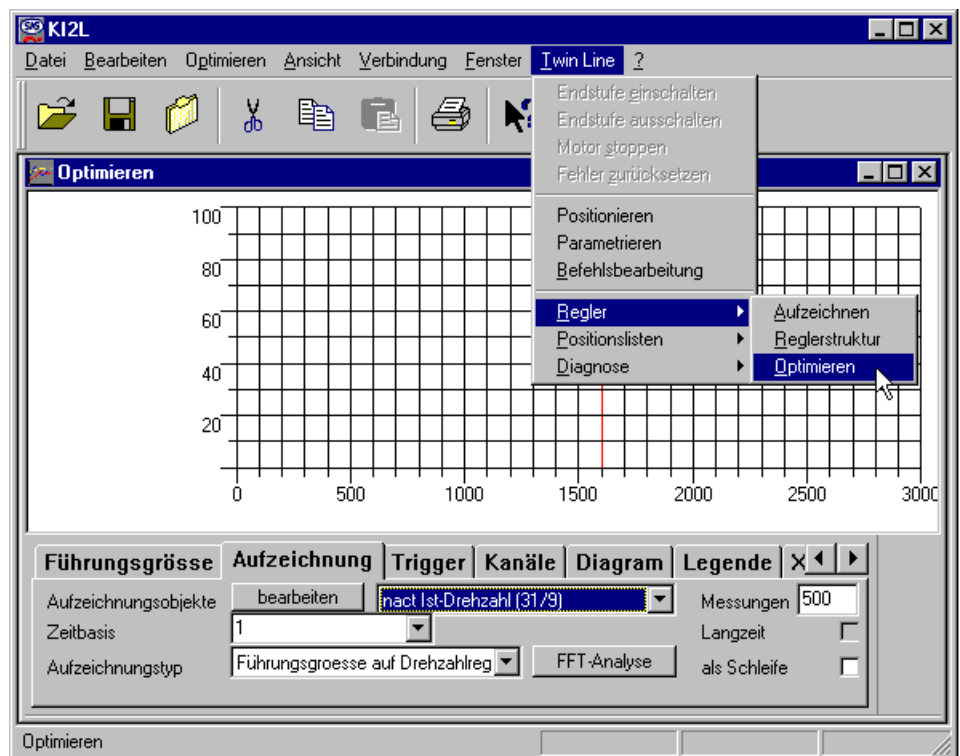 SIG KI2L
Datei Bearbeiten Optimieren Ansicht Verbindung Fenster Twin Line ?
Endstufe einschalten
Endstufe ausschalten
Motor stoppen
Fehler zurücksetzen
Positionieren
Parametrieren
Befehlsbearbeitung
Regler
Positionslisten
Diagnose
Aufzeichnen
Reglerstruktur
Optimieren
Optimieren
100
80
60
40
20
0 500 1000 1500 2000 2500 3000
Führungsgrösse Aufzeichnung Trigger Kanäle Diagram Legende X
Aufzeichnungsobjekte bearbeiten nact Ist-Drehzahl (31/9) Messungen 500
Zeitbasis 1 Langzeit
Aufzeichnungstyp Führungsgroesse auf Drehzahlreg FFT-Analyse als Schleife
Optimieren